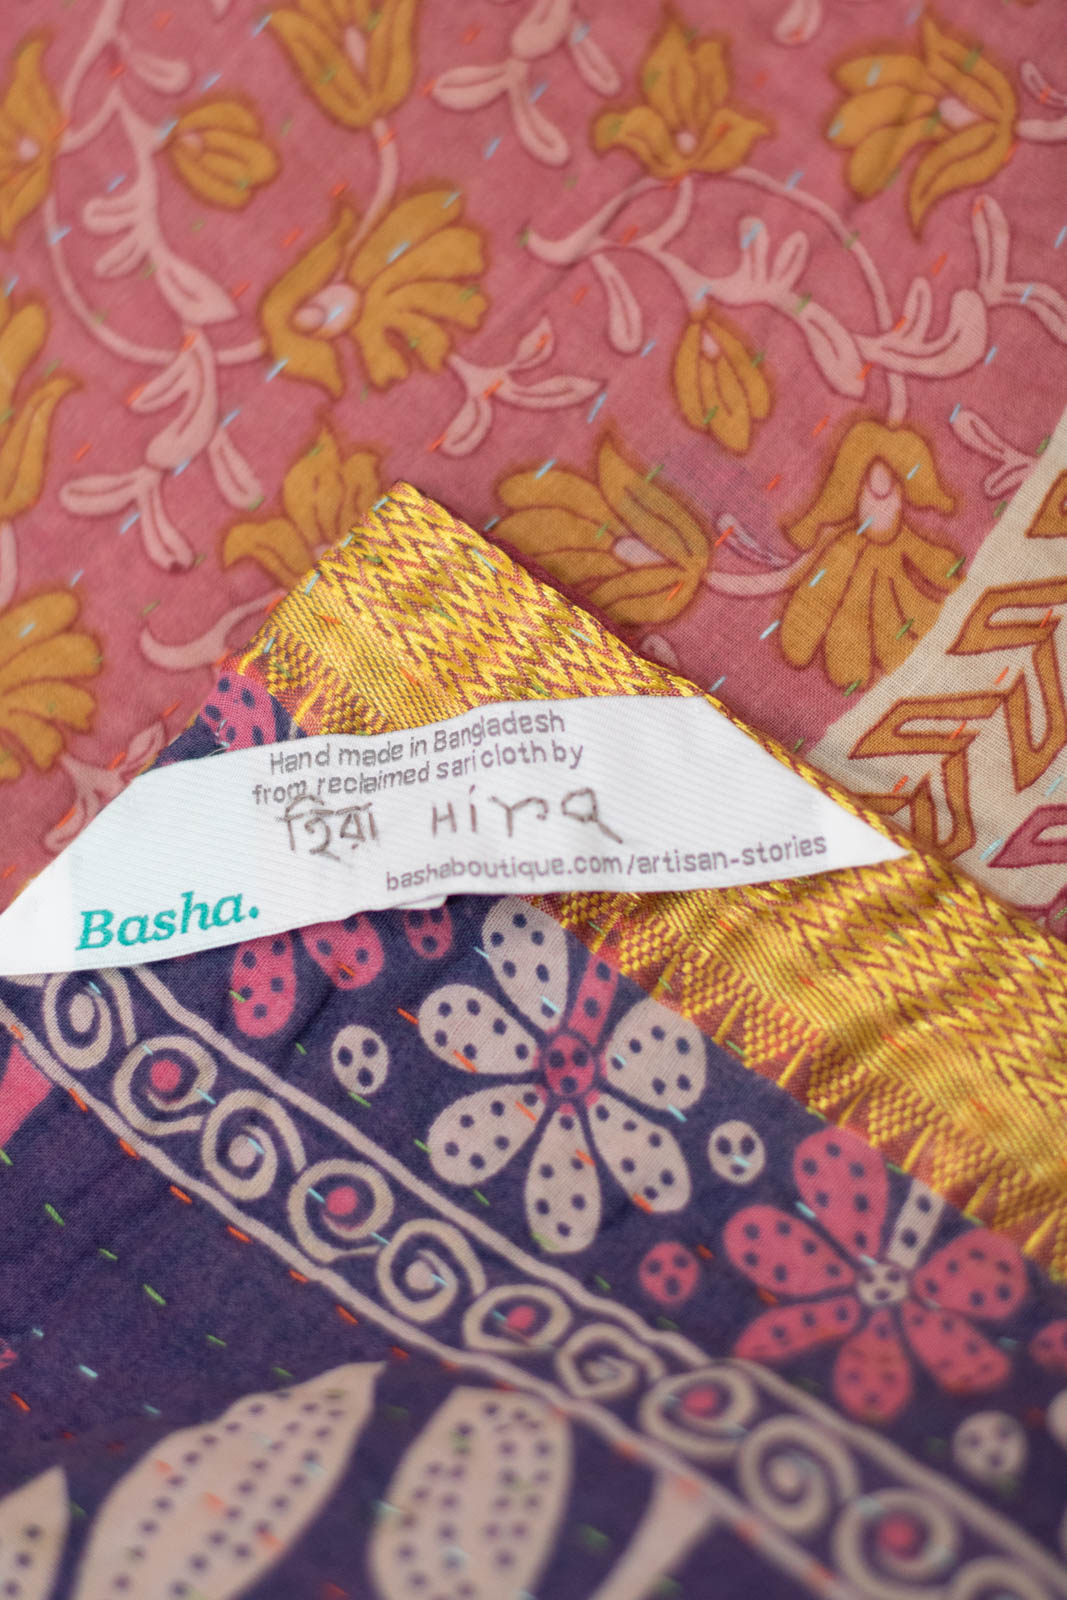 Hand made in Bangladesh
from reclaimed sari cloth by
হিরা Hira
bashaboutique.com/artisan-stories
Basha.